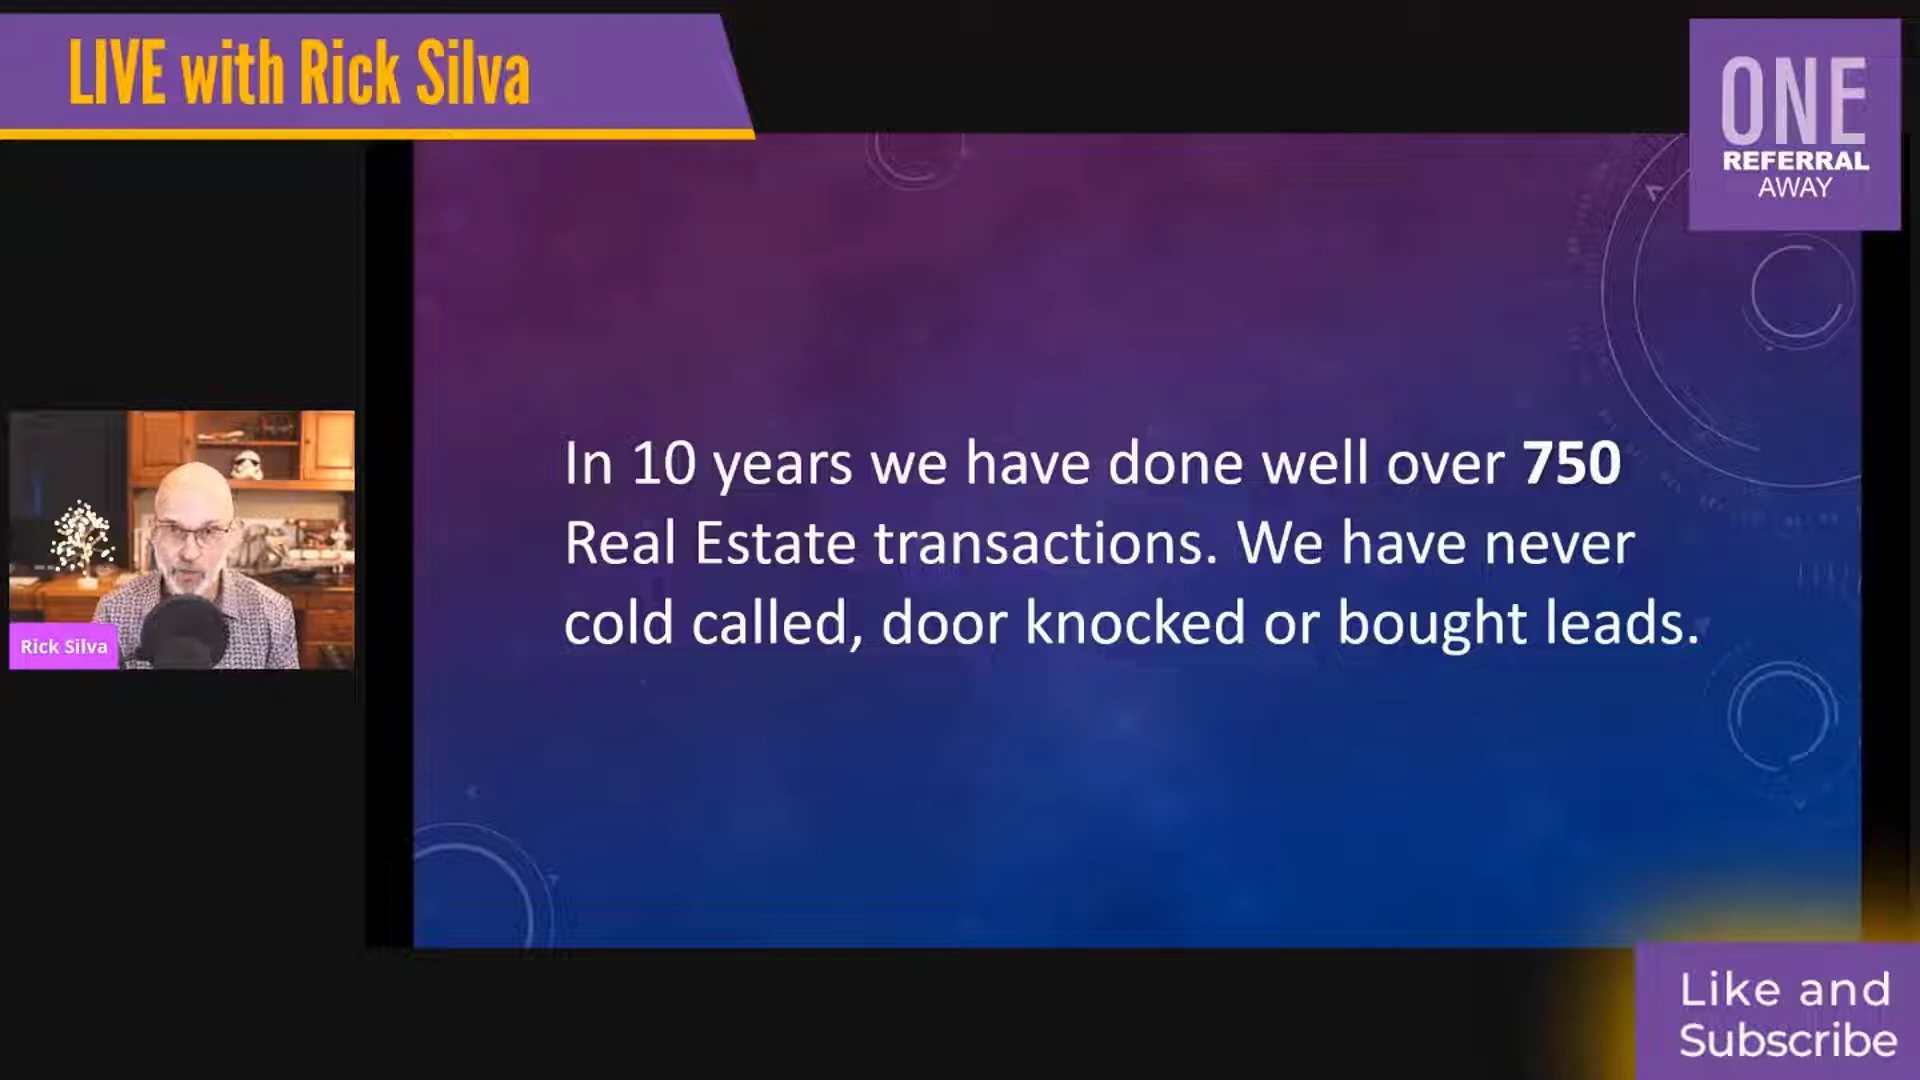 LIVE with Rick Silva
ONE
REFERRAL
AWAY
In 10 years we have done well over 750
Real Estate transactions. We have never
cold called, door knocked or bought leads.
Rick Silva
Like and
Subscribe